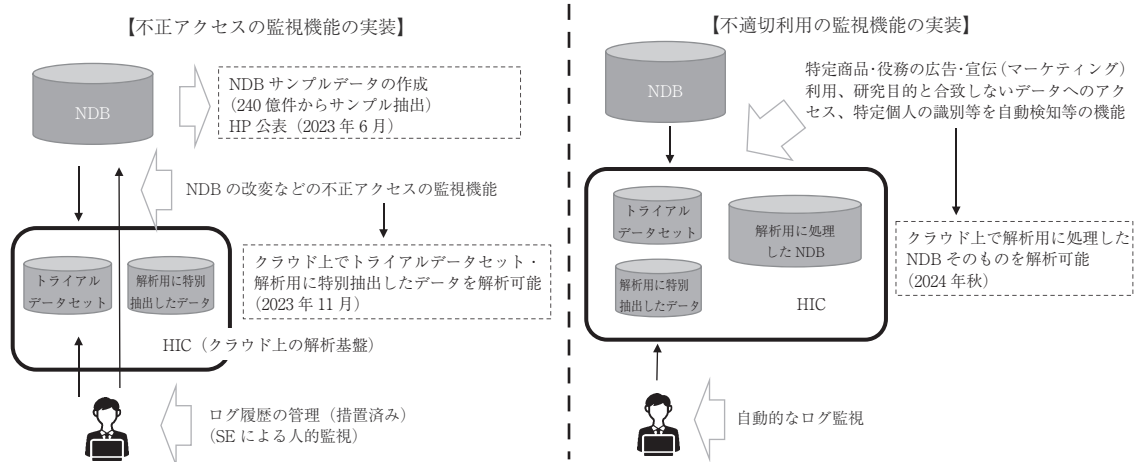 【不正アクセスの監視機能の実装】
NDB
NDB サンプルデータの作成
(240 億件からサンプル抽出)
HP 公表（2023 年 6 月）
NDB の改変などの不正アクセスの監視機能
トライアル
データセット
解析用に特別
抽出したデータ
クラウド上でトライアルデータセット・
解析用に特別抽出したデータを解析可能
(2023 年 11 月)
HIC（クラウド上の解析基盤）
ログ履歴の管理（措置済み）
(SE による人的監視)
【不適切利用の監視機能の実装】
NDB
特定商品・役務の広告・宣伝（マーケティング）
利用、研究目的と合致しないデータへのアク
セス、特定個人の識別等を自動検知等の機能
トライアル
データセット
解析用に特別
抽出したデータ
解析用に処理
した NDB
HIC
クラウド上で解析用に処理した
NDB そのものを解析可能
(2024 年秋)
自動的なログ監視